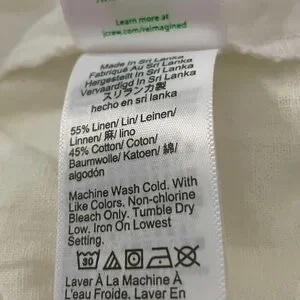 Learn more at
jcrew.com/reimagined
Made in Sri Lanka
Fabriqué Au Sri Lanka
Hergestellt in Sri Lanka
Vervaardigd In Sri Lanka
スリランカ製
hecho en sri lanka
55% Linen/ Lin/ Leinen/
Linnen/ 麻/ lino
45% Cotton/ Coton/
Baumwolle/ Katoen/ 綿/
algodón
Machine Wash Cold. With
Like Colors. Non-chlorine
Bleach Only. Tumble Dry
Low. Iron On Lowest
Setting.
30
Laver À La Machine À
L'eau Froide. Laver En